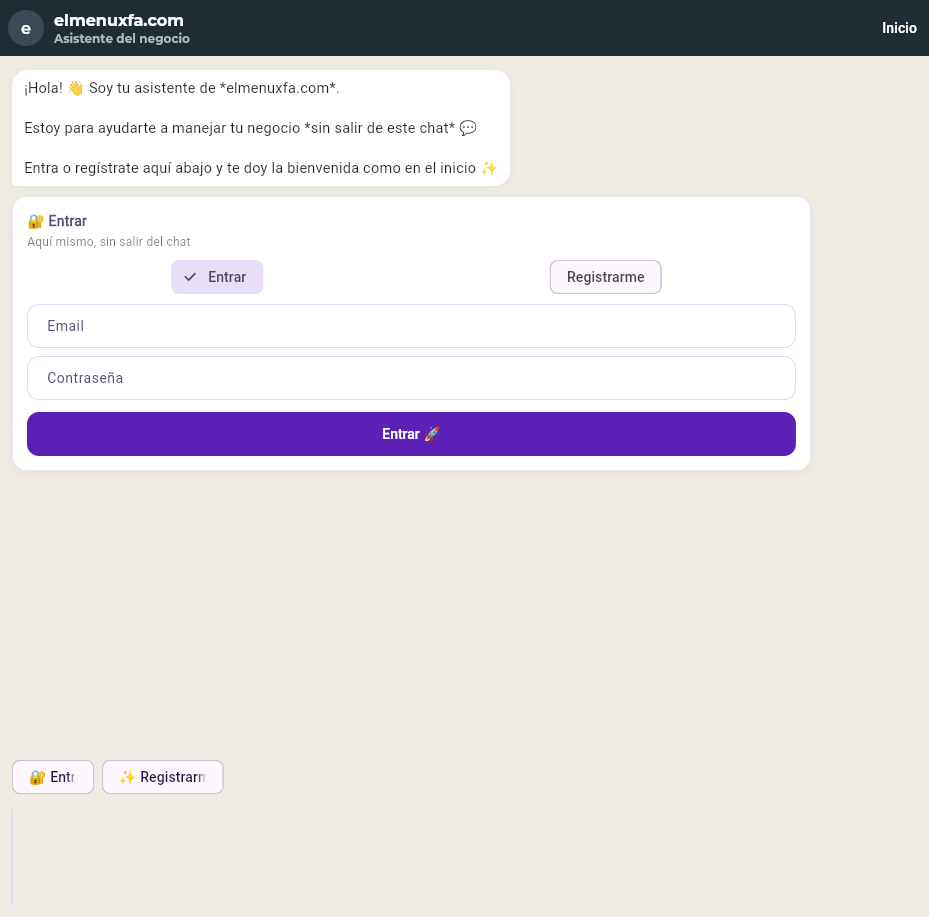 e
elmenuxfa.com
Asistente del negocio
Inicio
¡Hola! 👋 Soy tu asistente de *elmenuxfa.com*.
Estoy para ayudarte a manejar tu negocio *sin salir de este chat* 💬
Entra o regístrate aquí abajo y te doy la bienvenida como en el inicio ✨
🔐 Entrar
Aquí mismo, sin salir del chat
Entrar
Registrarme
Email
Contraseña
Entrar 🚀
🔐 Entr
✨ Registrarm